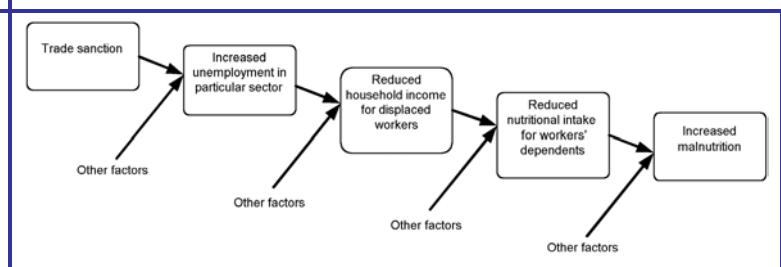 Trade sanction
Increased
unemployment in
particular sector
Reduced
household income
for displaced
workers
Reduced
nutritional intake
for workers'
dependents
Increased
malnutrition
Other factors
Other factors
Other factors
Other factors